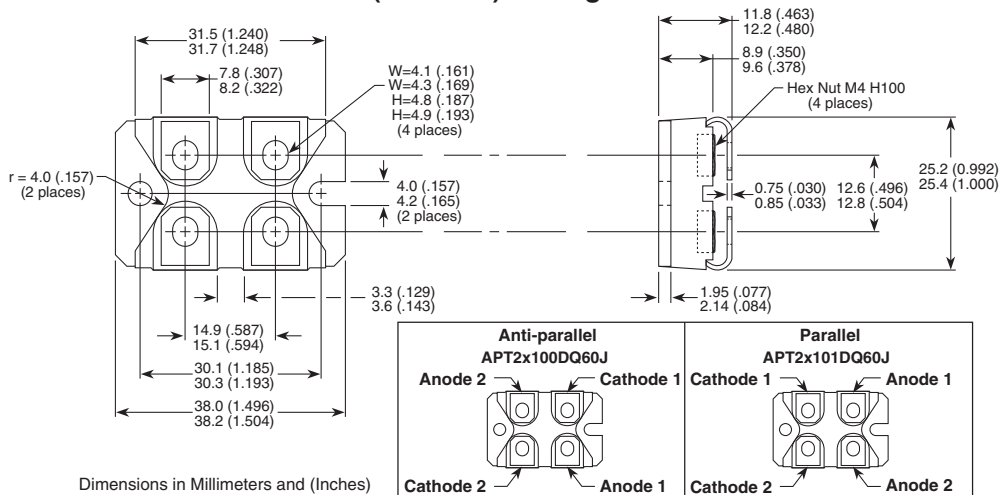 11.8 (.463)
12.2 (.480)
31.5 (1.240)
31.7 (1.248)
8.9 (.350)
9.6 (.378)
7.8 (.307)
8.2 (.322)
W=4.1 (.161)
W=4.3 (.169)
H=4.8 (.187)
H=4.9 (.193)
(4 places)
Hex Nut M4 H100
(4 places)
r = 4.0 (.157)
(2 places)
4.0 (.157)
4.2 (.165)
(2 places)
0.75 (.030)
0.85 (.033)
12.6 (.496)
12.8 (.504)
25.2 (0.992)
25.4 (1.000)
3.3 (.129)
3.6 (.143)
1.95 (.077)
2.14 (.084)
14.9 (.587)
15.1 (.594)
30.1 (1.185)
30.3 (1.193)
38.0 (1.496)
38.2 (1.504)
Anti-parallel
APT2x100DQ60J
Anode 2
Cathode 1
Cathode 2
Anode 1
Parallel
APT2x101DQ60J
Cathode 1
Anode 1
Cathode 2
Anode 2
Dimensions in Millimeters and (Inches)